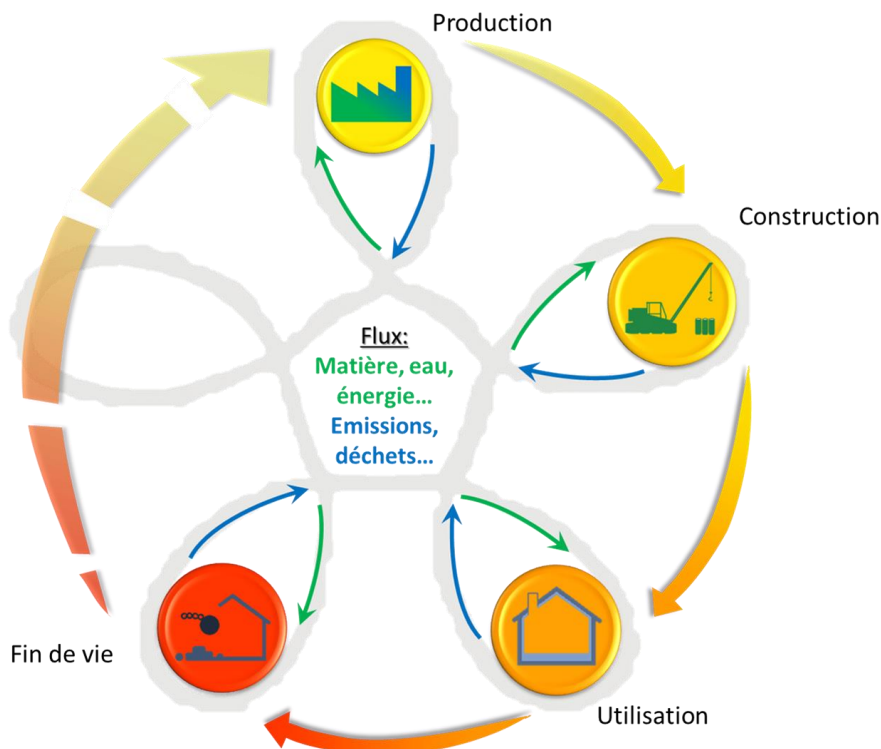 Production
Construction
Flux:
Matière, eau,
énergie...
Emissions,
déchets...
Fin de vie
Utilisation